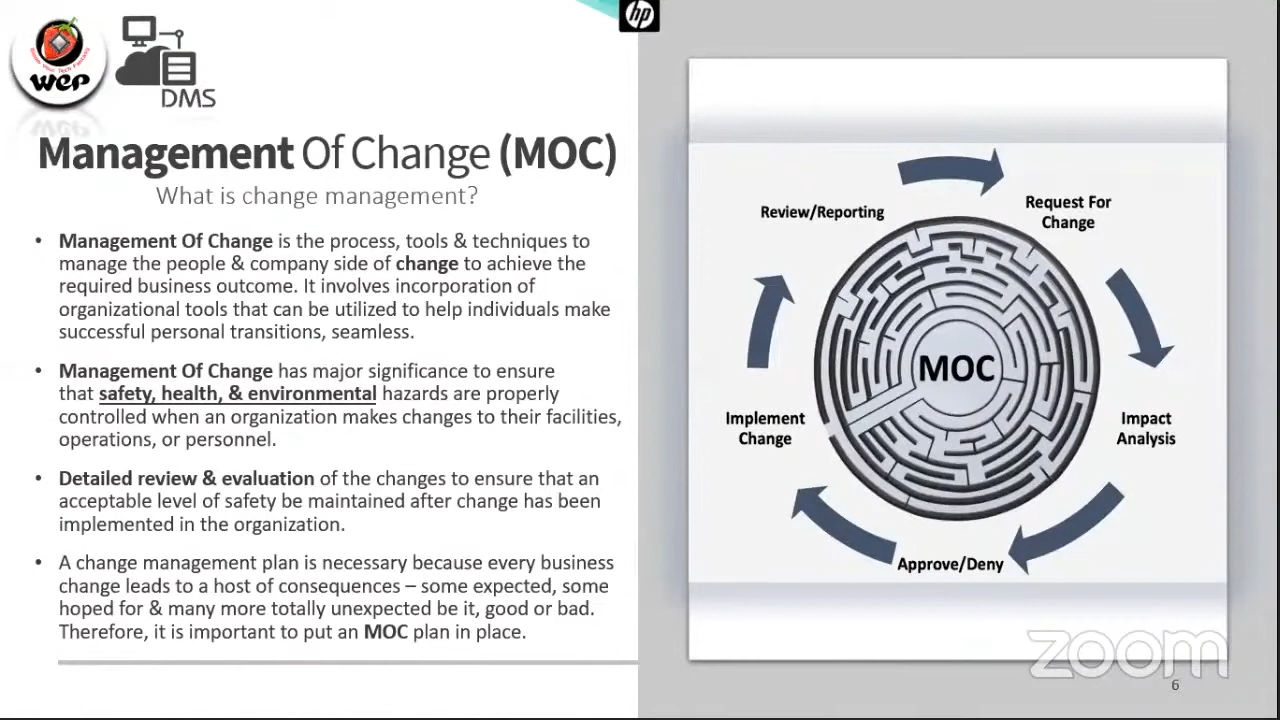 hp
wep
DMS
Management Of Change (MOC)
What is change management?
• Management Of Change is the process, tools & techniques to
manage the people & company side of change to achieve the
required business outcome. It involves incorporation of
organizational tools that can be utilized to help individuals make
successful personal transitions, seamless.
• Management Of Change has major significance to ensure
that safety, health, & environmental hazards are properly
controlled when an organization makes changes to their facilities,
operations, or personnel.
• Detailed review & evaluation of the changes to ensure that an
acceptable level of safety be maintained after change has been
implemented in the organization.
• A change management plan is necessary because every business
change leads to a host of consequences – some expected, some
hoped for & many more totally unexpected be it, good or bad.
Therefore, it is important to put an MOC plan in place.
Review/Reporting
Request For
Change
MOC
Implement
Change
Impact
Analysis
Approve/Deny
zoom
6